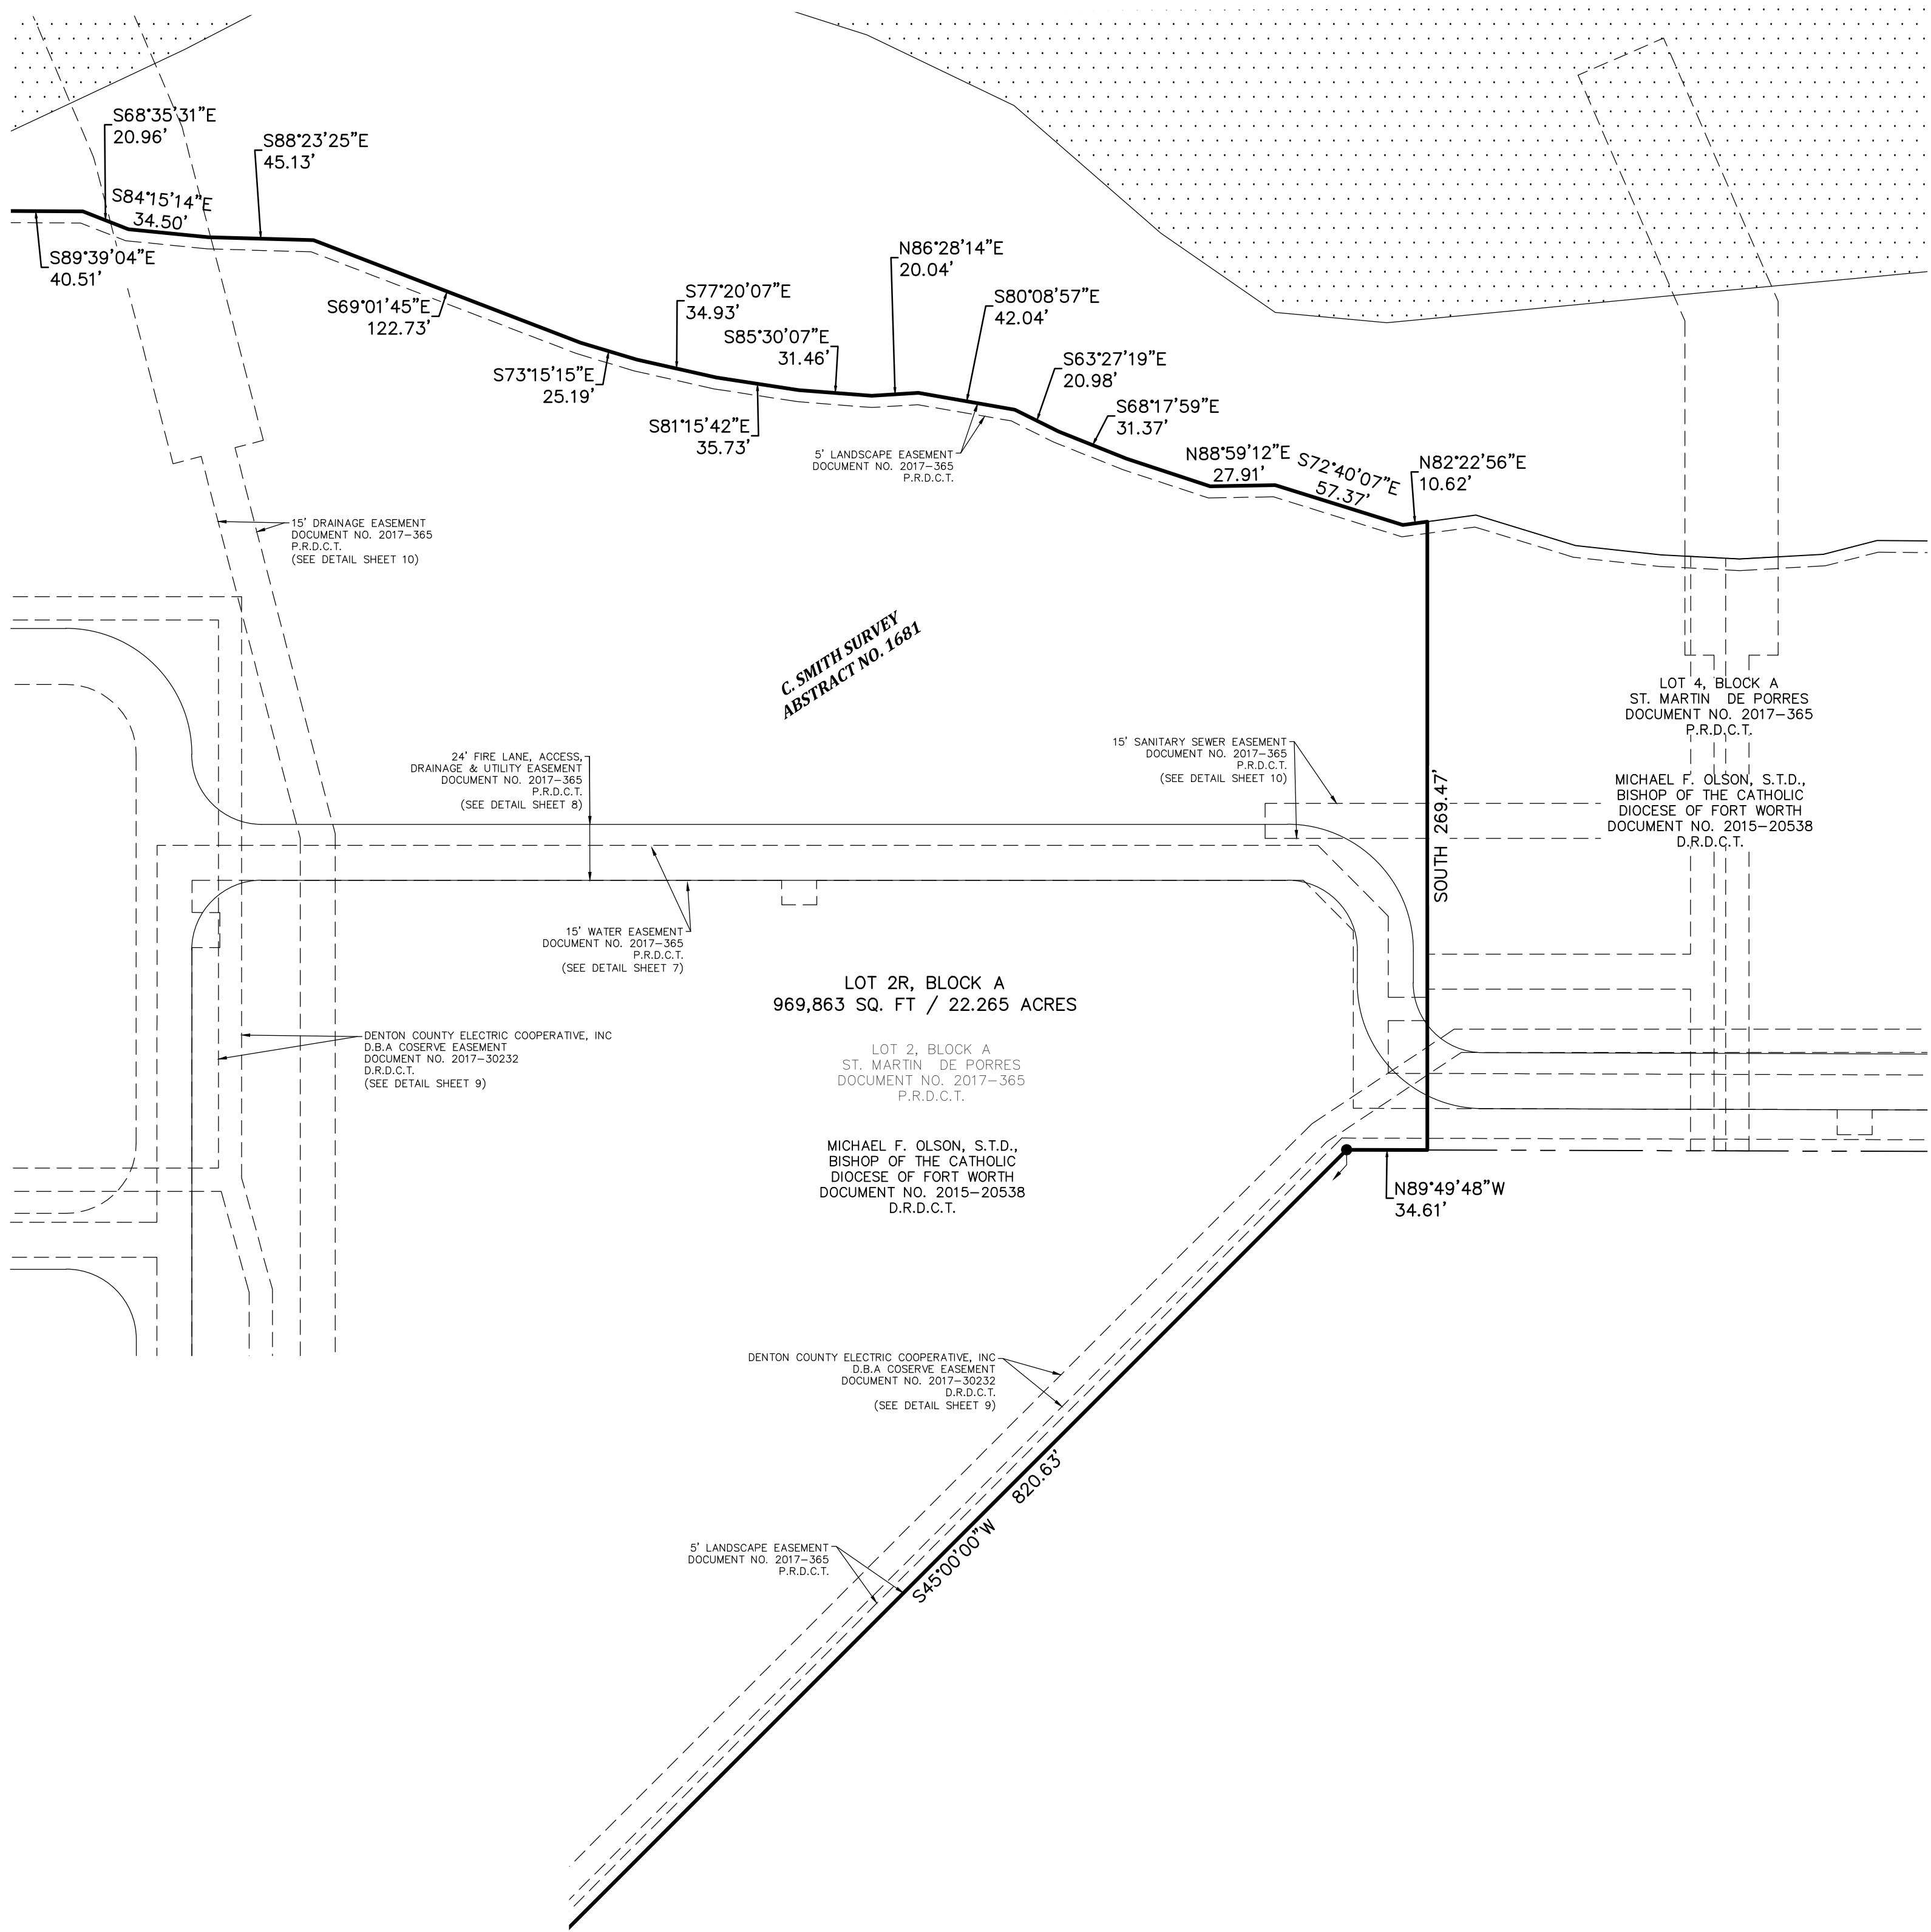 S68°35'31"E
20.96'
S88°23'25"E
45.13'
S84°15'14"E
34.50'
S89°39'04"E
40.51'
S69°01'45"E
122.73'
S73°15'15"E
25.19'
S77°20'07"E
34.93'
S81°15'42"E
35.73'
S85°30'07"E
31.46'
N86°28'14"E
20.04'
S80°08'57"E
42.04'
S63°27'19"E
20.98'
S68°17'59"E
31.37'
N88°59'12"E
27.91'
S72°40'07"E
57.37'
N82°22'56"E
10.62'
5' LANDSCAPE EASEMENT
DOCUMENT NO. 2017-365
P.R.D.C.T.
15' DRAINAGE EASEMENT
DOCUMENT NO. 2017-365
P.R.D.C.T.
(SEE DETAIL SHEET 10)
C. SMITH SURVEY
ABSTRACT NO. 1681
LOT 4, BLOCK A
ST. MARTIN DE PORRES
DOCUMENT NO. 2017-365
P.R.D.C.T.
MICHAEL F. OLSON, S.T.D.,
BISHOP OF THE CATHOLIC
DIOCESE OF FORT WORTH
DOCUMENT NO. 2015-20538
D.R.D.C.T.
24' FIRE LANE, ACCESS,
DRAINAGE & UTILITY EASEMENT
DOCUMENT NO. 2017-365
P.R.D.C.T.
(SEE DETAIL SHEET 8)
15' SANITARY SEWER EASEMENT
DOCUMENT NO. 2017-365
P.R.D.C.T.
(SEE DETAIL SHEET 10)
SOUTH 269.47'
15' WATER EASEMENT
DOCUMENT NO. 2017-365
P.R.D.C.T.
(SEE DETAIL SHEET 7)
LOT 2R, BLOCK A
969,863 SQ. FT / 22.265 ACRES
LOT 2, BLOCK A
ST. MARTIN DE PORRES
DOCUMENT NO. 2017-365
P.R.D.C.T.
MICHAEL F. OLSON, S.T.D.,
BISHOP OF THE CATHOLIC
DIOCESE OF FORT WORTH
DOCUMENT NO. 2015-20538
D.R.D.C.T.
DENTON COUNTY ELECTRIC COOPERATIVE, INC
D.B.A COSERVE EASEMENT
DOCUMENT NO. 2017-30232
D.R.D.C.T.
(SEE DETAIL SHEET 9)
N89°49'48"W
34.61'
DENTON COUNTY ELECTRIC COOPERATIVE, INC
D.B.A COSERVE EASEMENT
DOCUMENT NO. 2017-30232
D.R.D.C.T.
(SEE DETAIL SHEET 9)
S45°00'00"W 820.63'
5' LANDSCAPE EASEMENT
DOCUMENT NO. 2017-365
P.R.D.C.T.